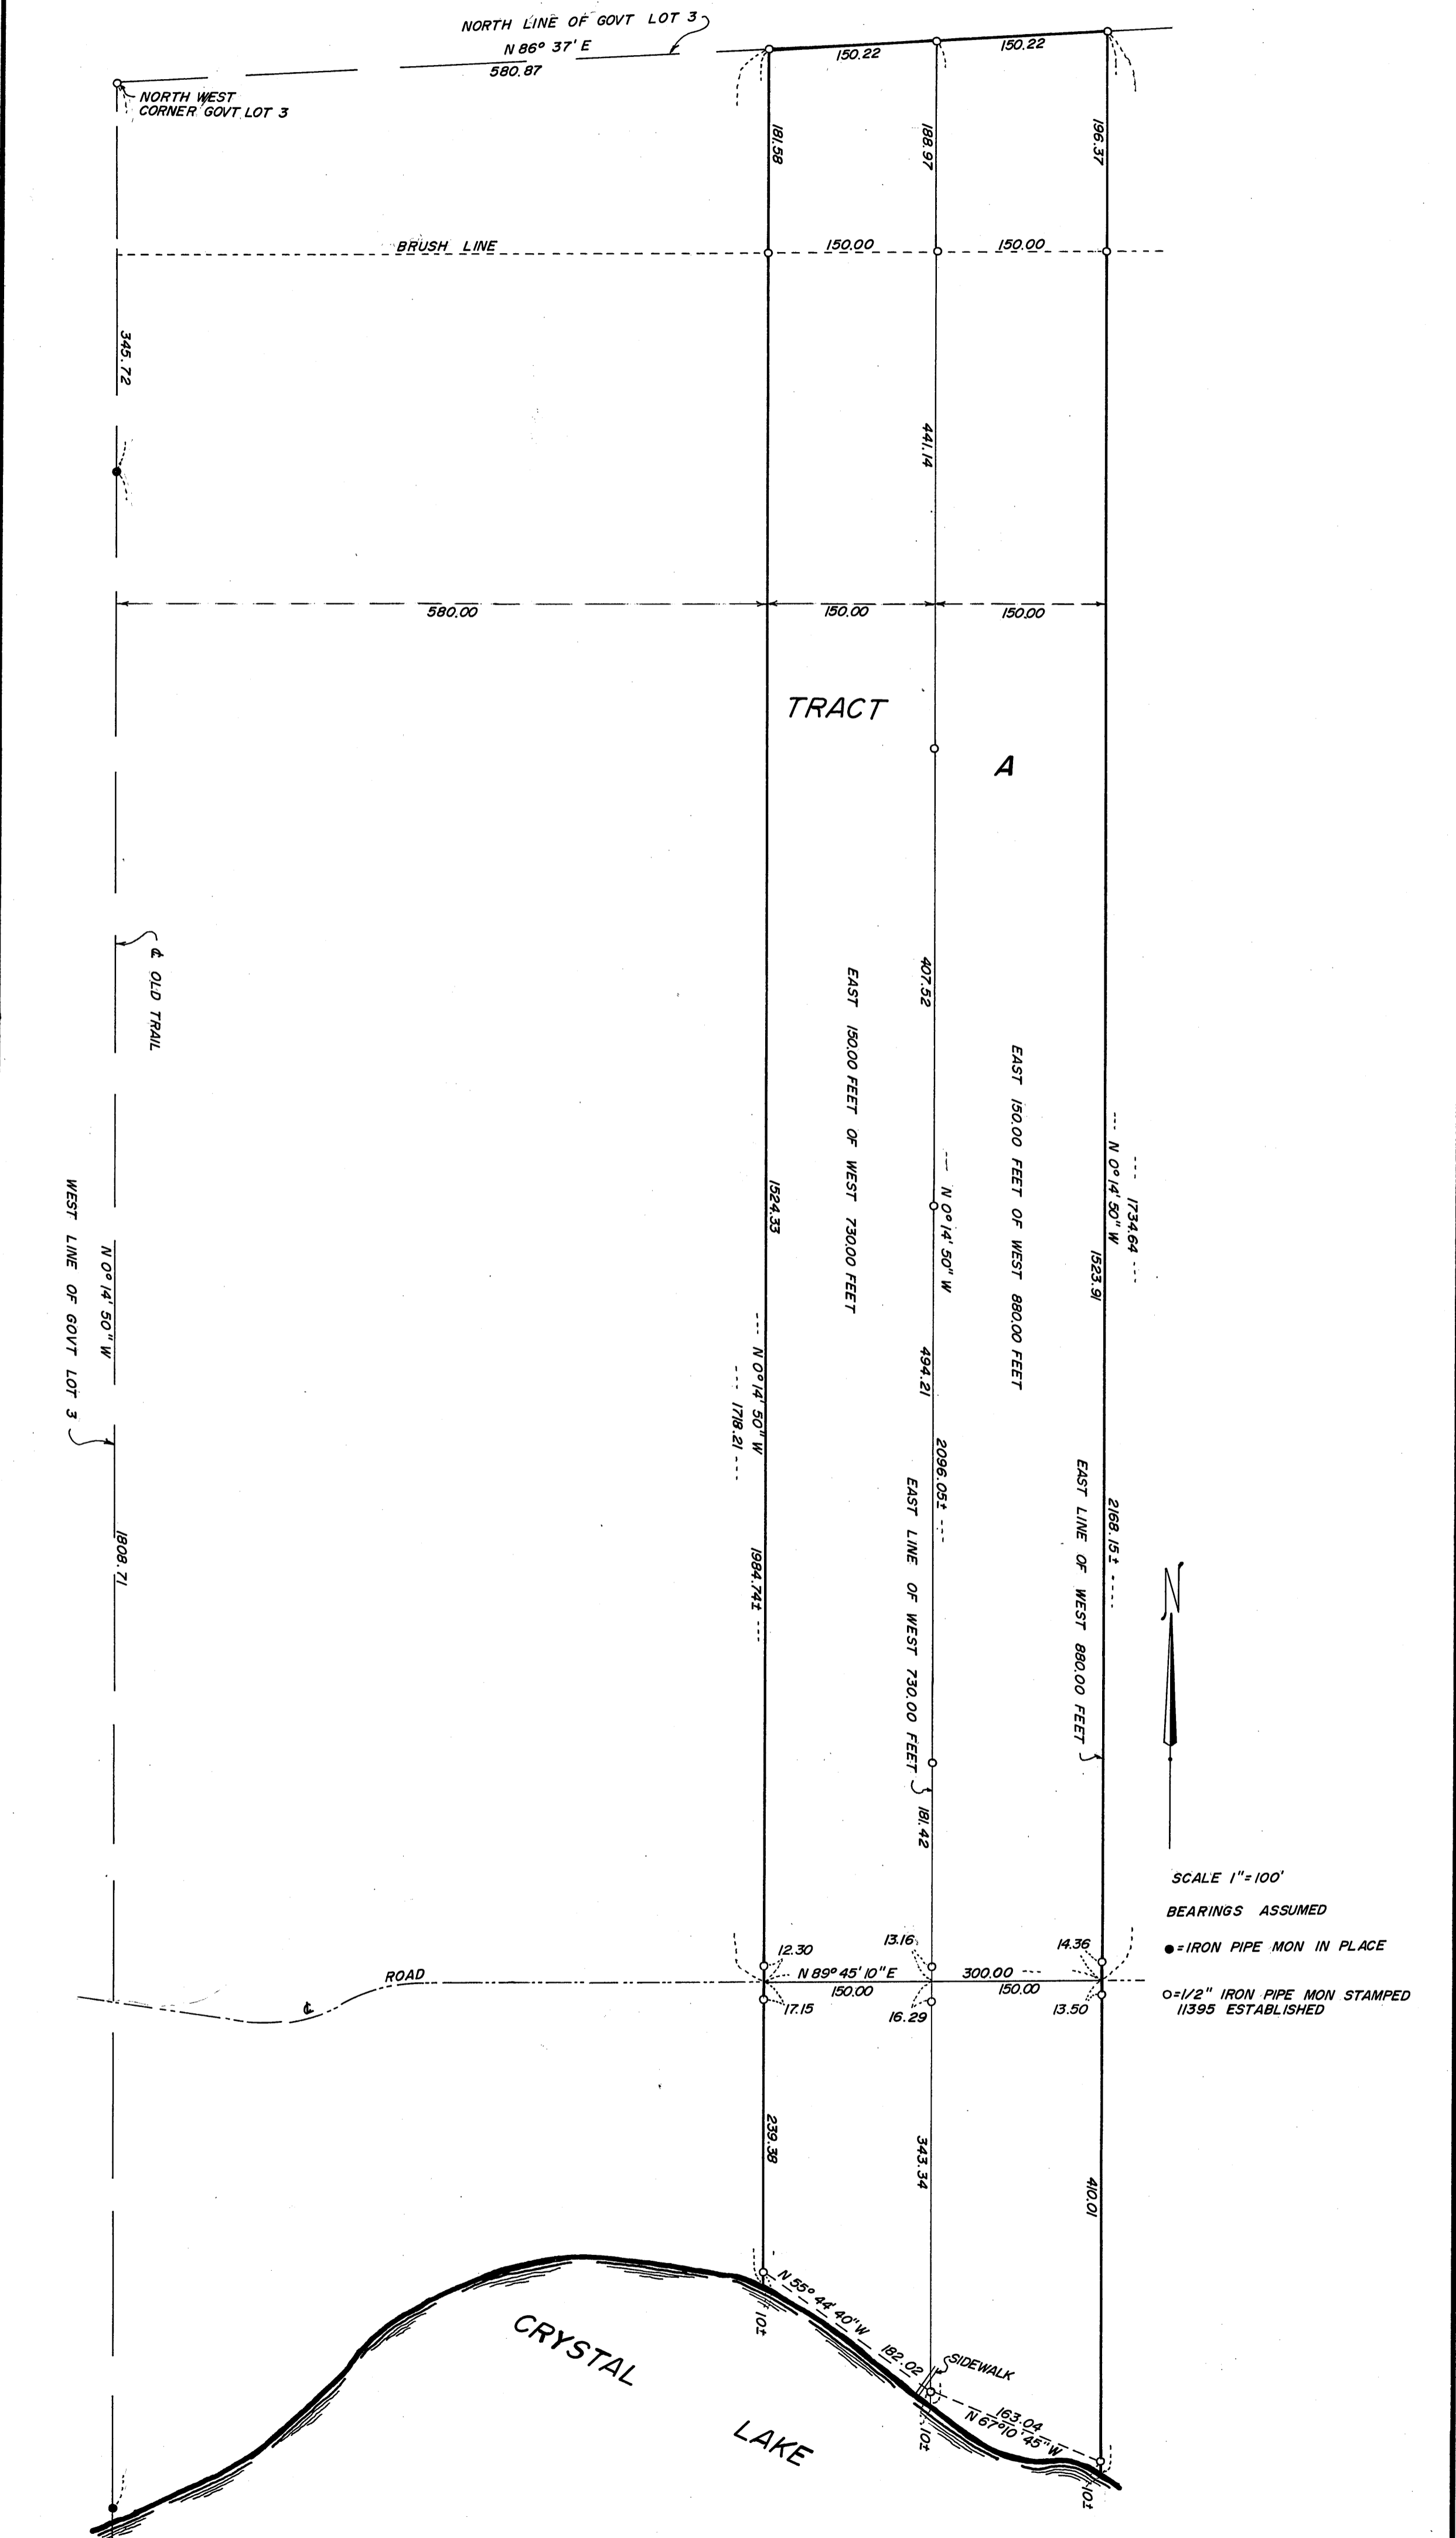 NORTH LINE OF GOVT LOT 3
N 86° 37' E
580.87
150.22
150.22
NORTH WEST
CORNER GOVT. LOT 3
181.58
188.97
196.37
BRUSH LINE
150.00
150.00
345.72
441.14
580.00
150.00
150.00
TRACT
A
℄ OLD TRAIL
407.52
EAST 150.00 FEET OF WEST 730.00 FEET
EAST 150.00 FEET OF WEST 880.00 FEET
N 0° 14' 50" W
1734.64
N 0° 14' 50" W
1524.33
1523.91
WEST LINE OF GOVT LOT 3
N 0° 14' 50" W
N 0° 14' 50" W
1718.21
494.21
2096.05±
EAST LINE OF WEST 730.00 FEET
EAST LINE OF WEST 880.00 FEET
2168.15±
1808.71
1984.74±
N
181.42
SCALE 1"=100'
BEARINGS ASSUMED
=IRON PIPE MON IN PLACE
=1/2" IRON PIPE MON STAMPED
11395 ESTABLISHED
12.30
13.16
14.36
ROAD
N 89° 45' 10" E
300.00
150.00
150.00
℄
17.15
16.29
13.50
239.38
343.34
410.01
N 55° 44' 40" W
182.02
SIDEWALK
163.04
N 67° 10' 45" W
10±
10±
10±
CRYSTAL
LAKE